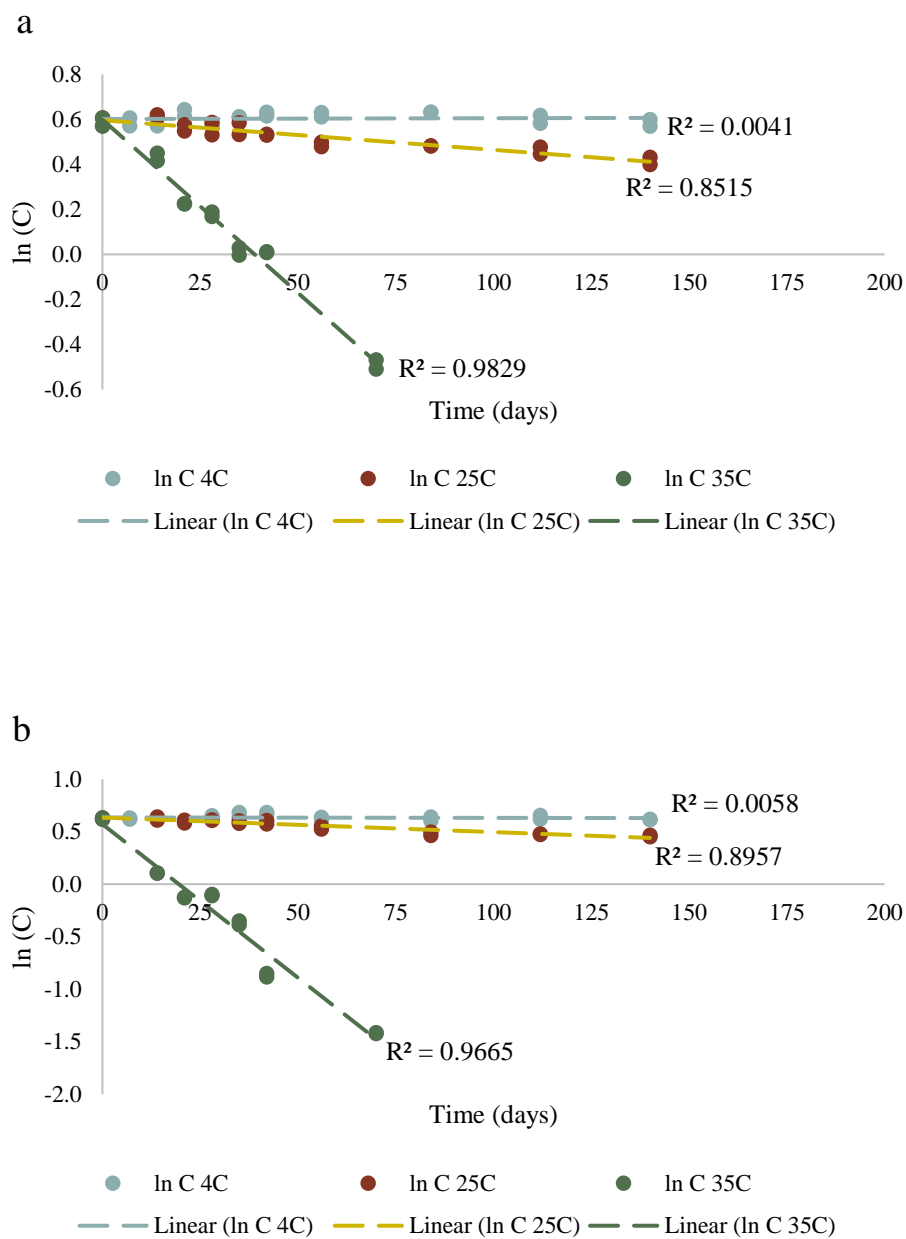 a
0.8
0.6
0.4
0.2
0.0
-0.2
-0.4
-0.6
ln (C)
0 25 50 75 100 125 150 175 200
R² = 0.0041
R² = 0.8515
R² = 0.9829
Time (days)
ln C 4C ln C 25C ln C 35C
Linear (ln C 4C) Linear (ln C 25C) Linear (ln C 35C)
b
1.0
0.5
0.0
-0.5
-1.0
-1.5
-2.0
ln (C)
0 25 50 75 100 125 150 175 200
R² = 0.0058
R² = 0.8957
R² = 0.9665
Time (days)
ln C 4C ln C 25C ln C 35C
Linear (ln C 4C) Linear (ln C 25C) Linear (ln C 35C)